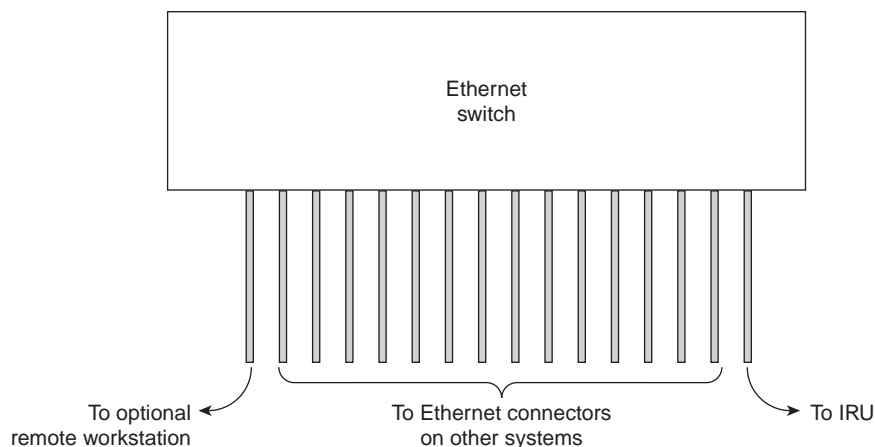 Ethernet
switch
To optional
remote workstation
To Ethernet connectors
on other systems
To IRU